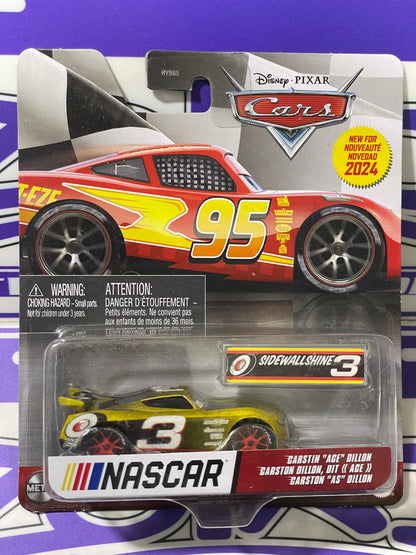 HYB65
Disney · PIXAR
Cars
NEW FOR
NOUVEAUTÉ
NOVEDAD
2024
T-EZE
95
WARNING:
CHOKING HAZARD – Small parts.
Not for children under 3 years.
ATTENTION:
DANGER D'ÉTOUFFEMENT –
Petits éléments. Ne convient pas
aux enfants de moins de 36 mois.
SIDEWALLSHINE 3
3
NASCAR
CARSTIN "ACE" DILLON
CARSTON DILLON, DIT (( ACE ))
CARSTON "AS" DILLON
MET